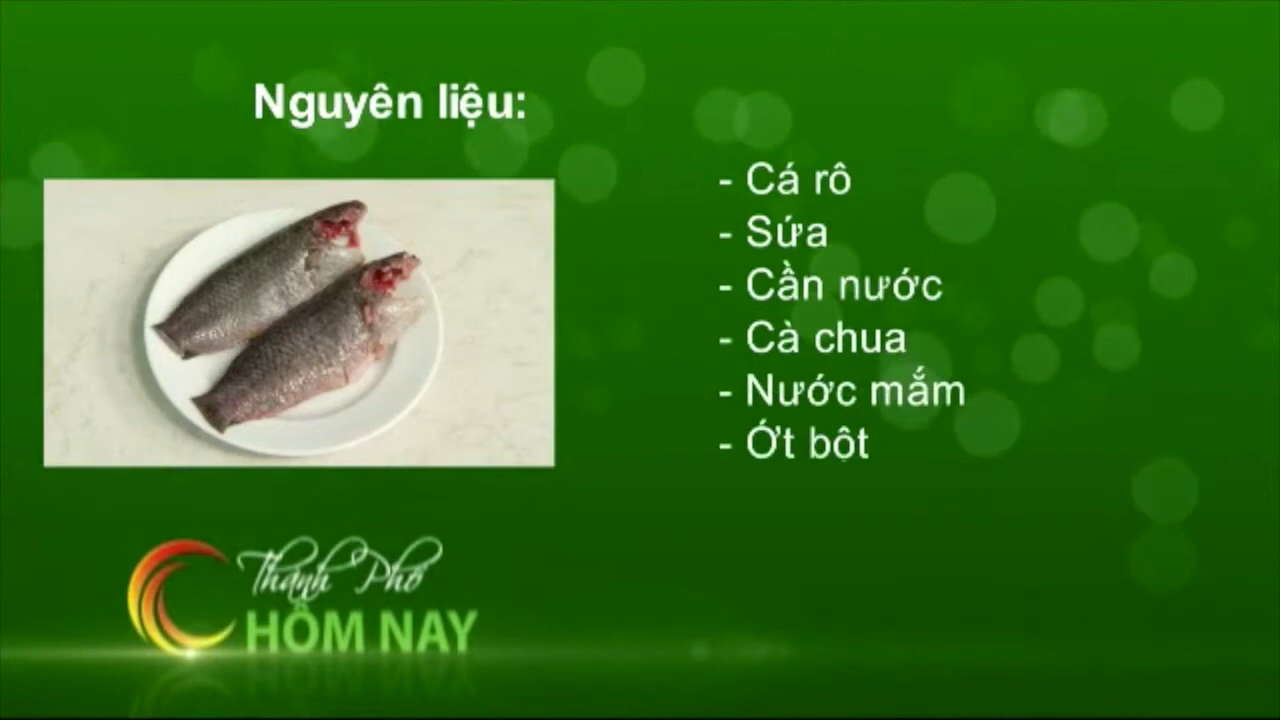 Nguyên liệu:
- Cá rô
- Sứa
- Cần nước
- Cà chua
- Nước mắm
- Ớt bột
Thành Phố
HÔM NAY